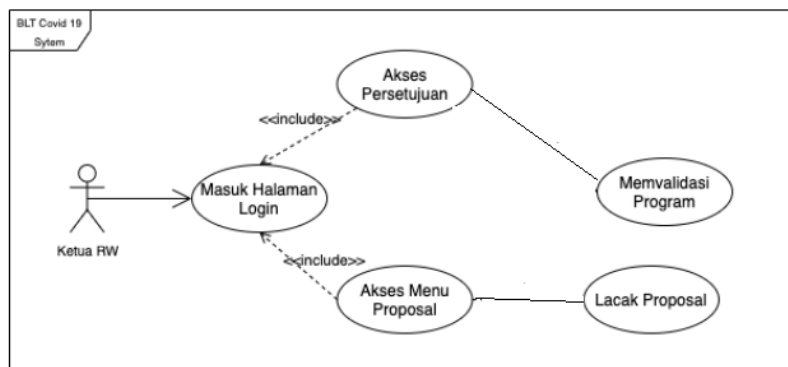 BLT Covid 19
Sytem
Akses
Persetujuan
<<include>>
Masuk Halaman
Login
Memvalidasi
Program
Ketua RW
<<include>>
Akses Menu
Proposal
Lacak Proposal